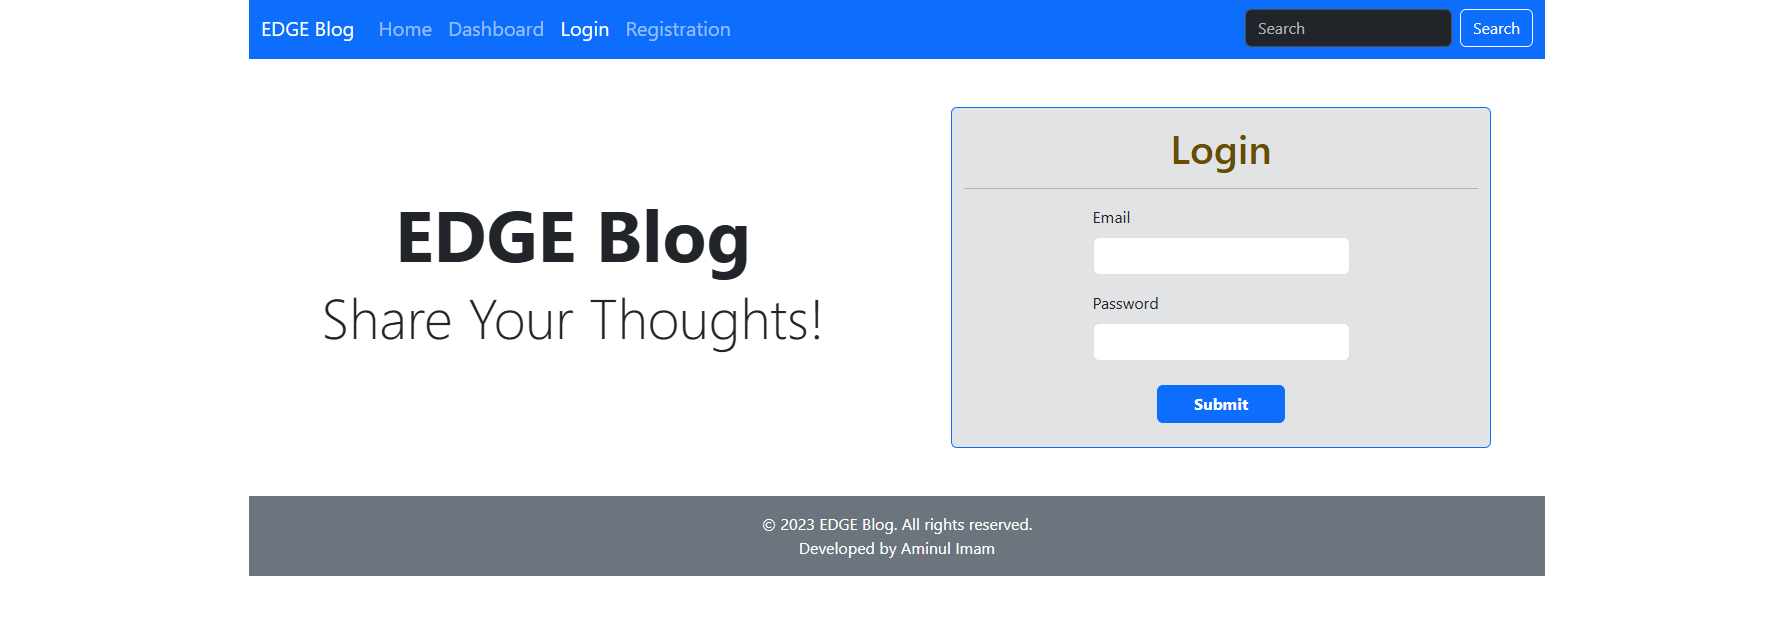 EDGE Blog Home Dashboard Login Registration Search Search
EDGE Blog
Share Your Thoughts!
Login
Email
Password
Submit
© 2023 EDGE Blog. All rights reserved.
Developed by Aminul Imam